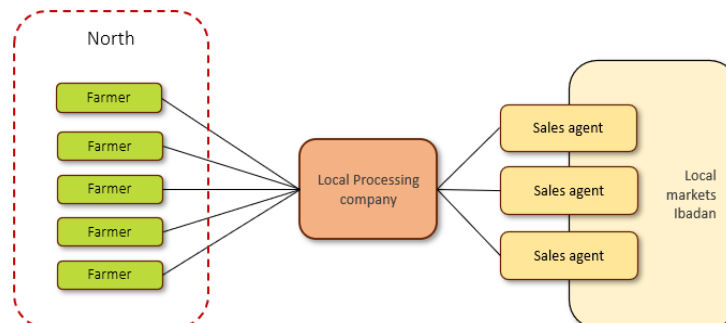 North
Farmer
Farmer
Farmer
Farmer
Farmer
Local Processing
company
Sales agent
Sales agent
Sales agent
Local
markets
Ibadan